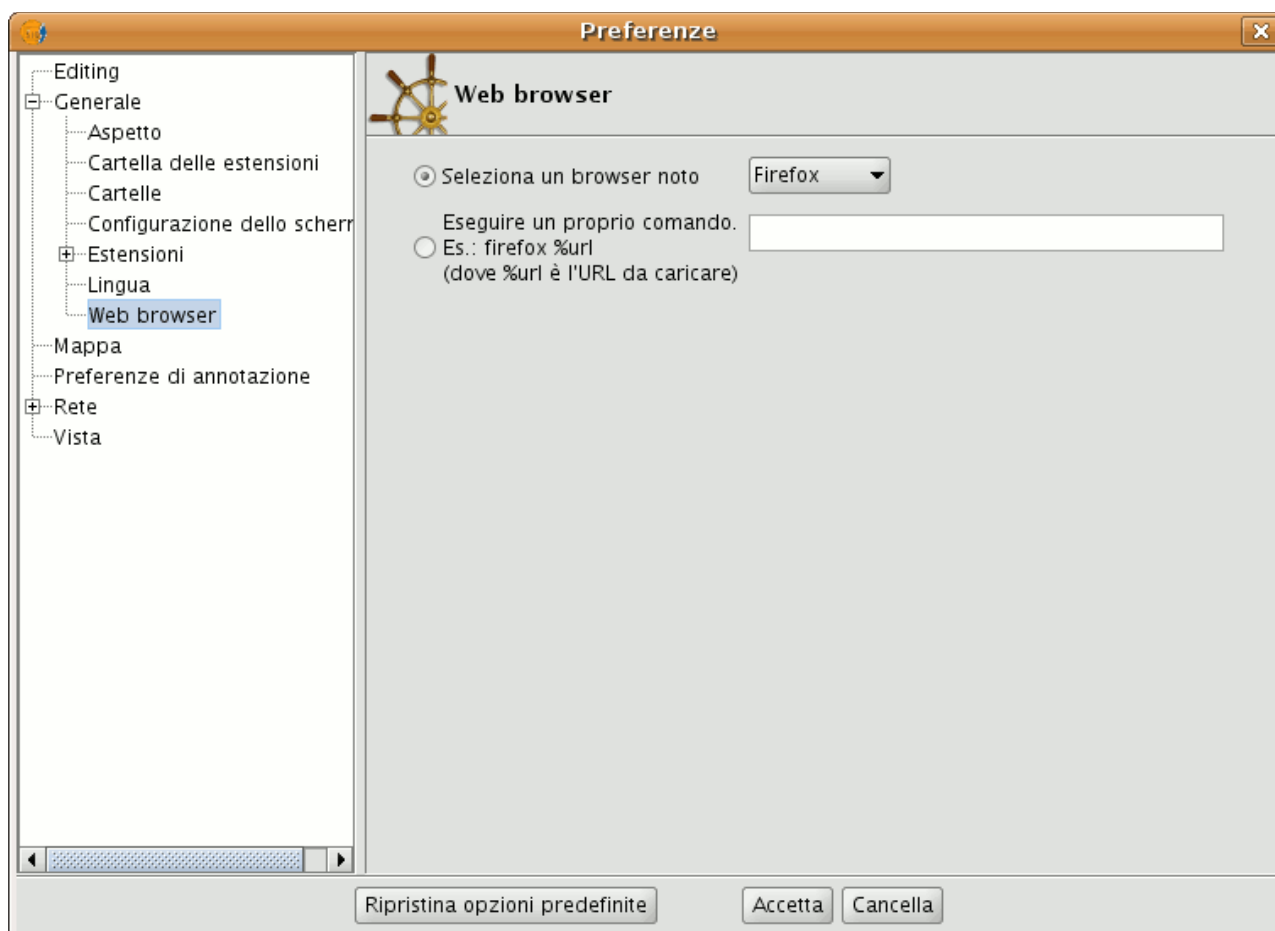 Preferenze
Editing
Generale
Aspetto
Cartella delle estensioni
Cartelle
Configurazione dello scherr
Estensioni
Lingua
Web browser
Mappa
Preferenze di annotazione
Rete
Vista
Web browser
Seleziona un browser noto
Firefox
Eseguire un proprio comando.
Es.: firefox %url
(dove %url è l'URL da caricare)
Ripristina opzioni predefinite
Accetta
Cancella